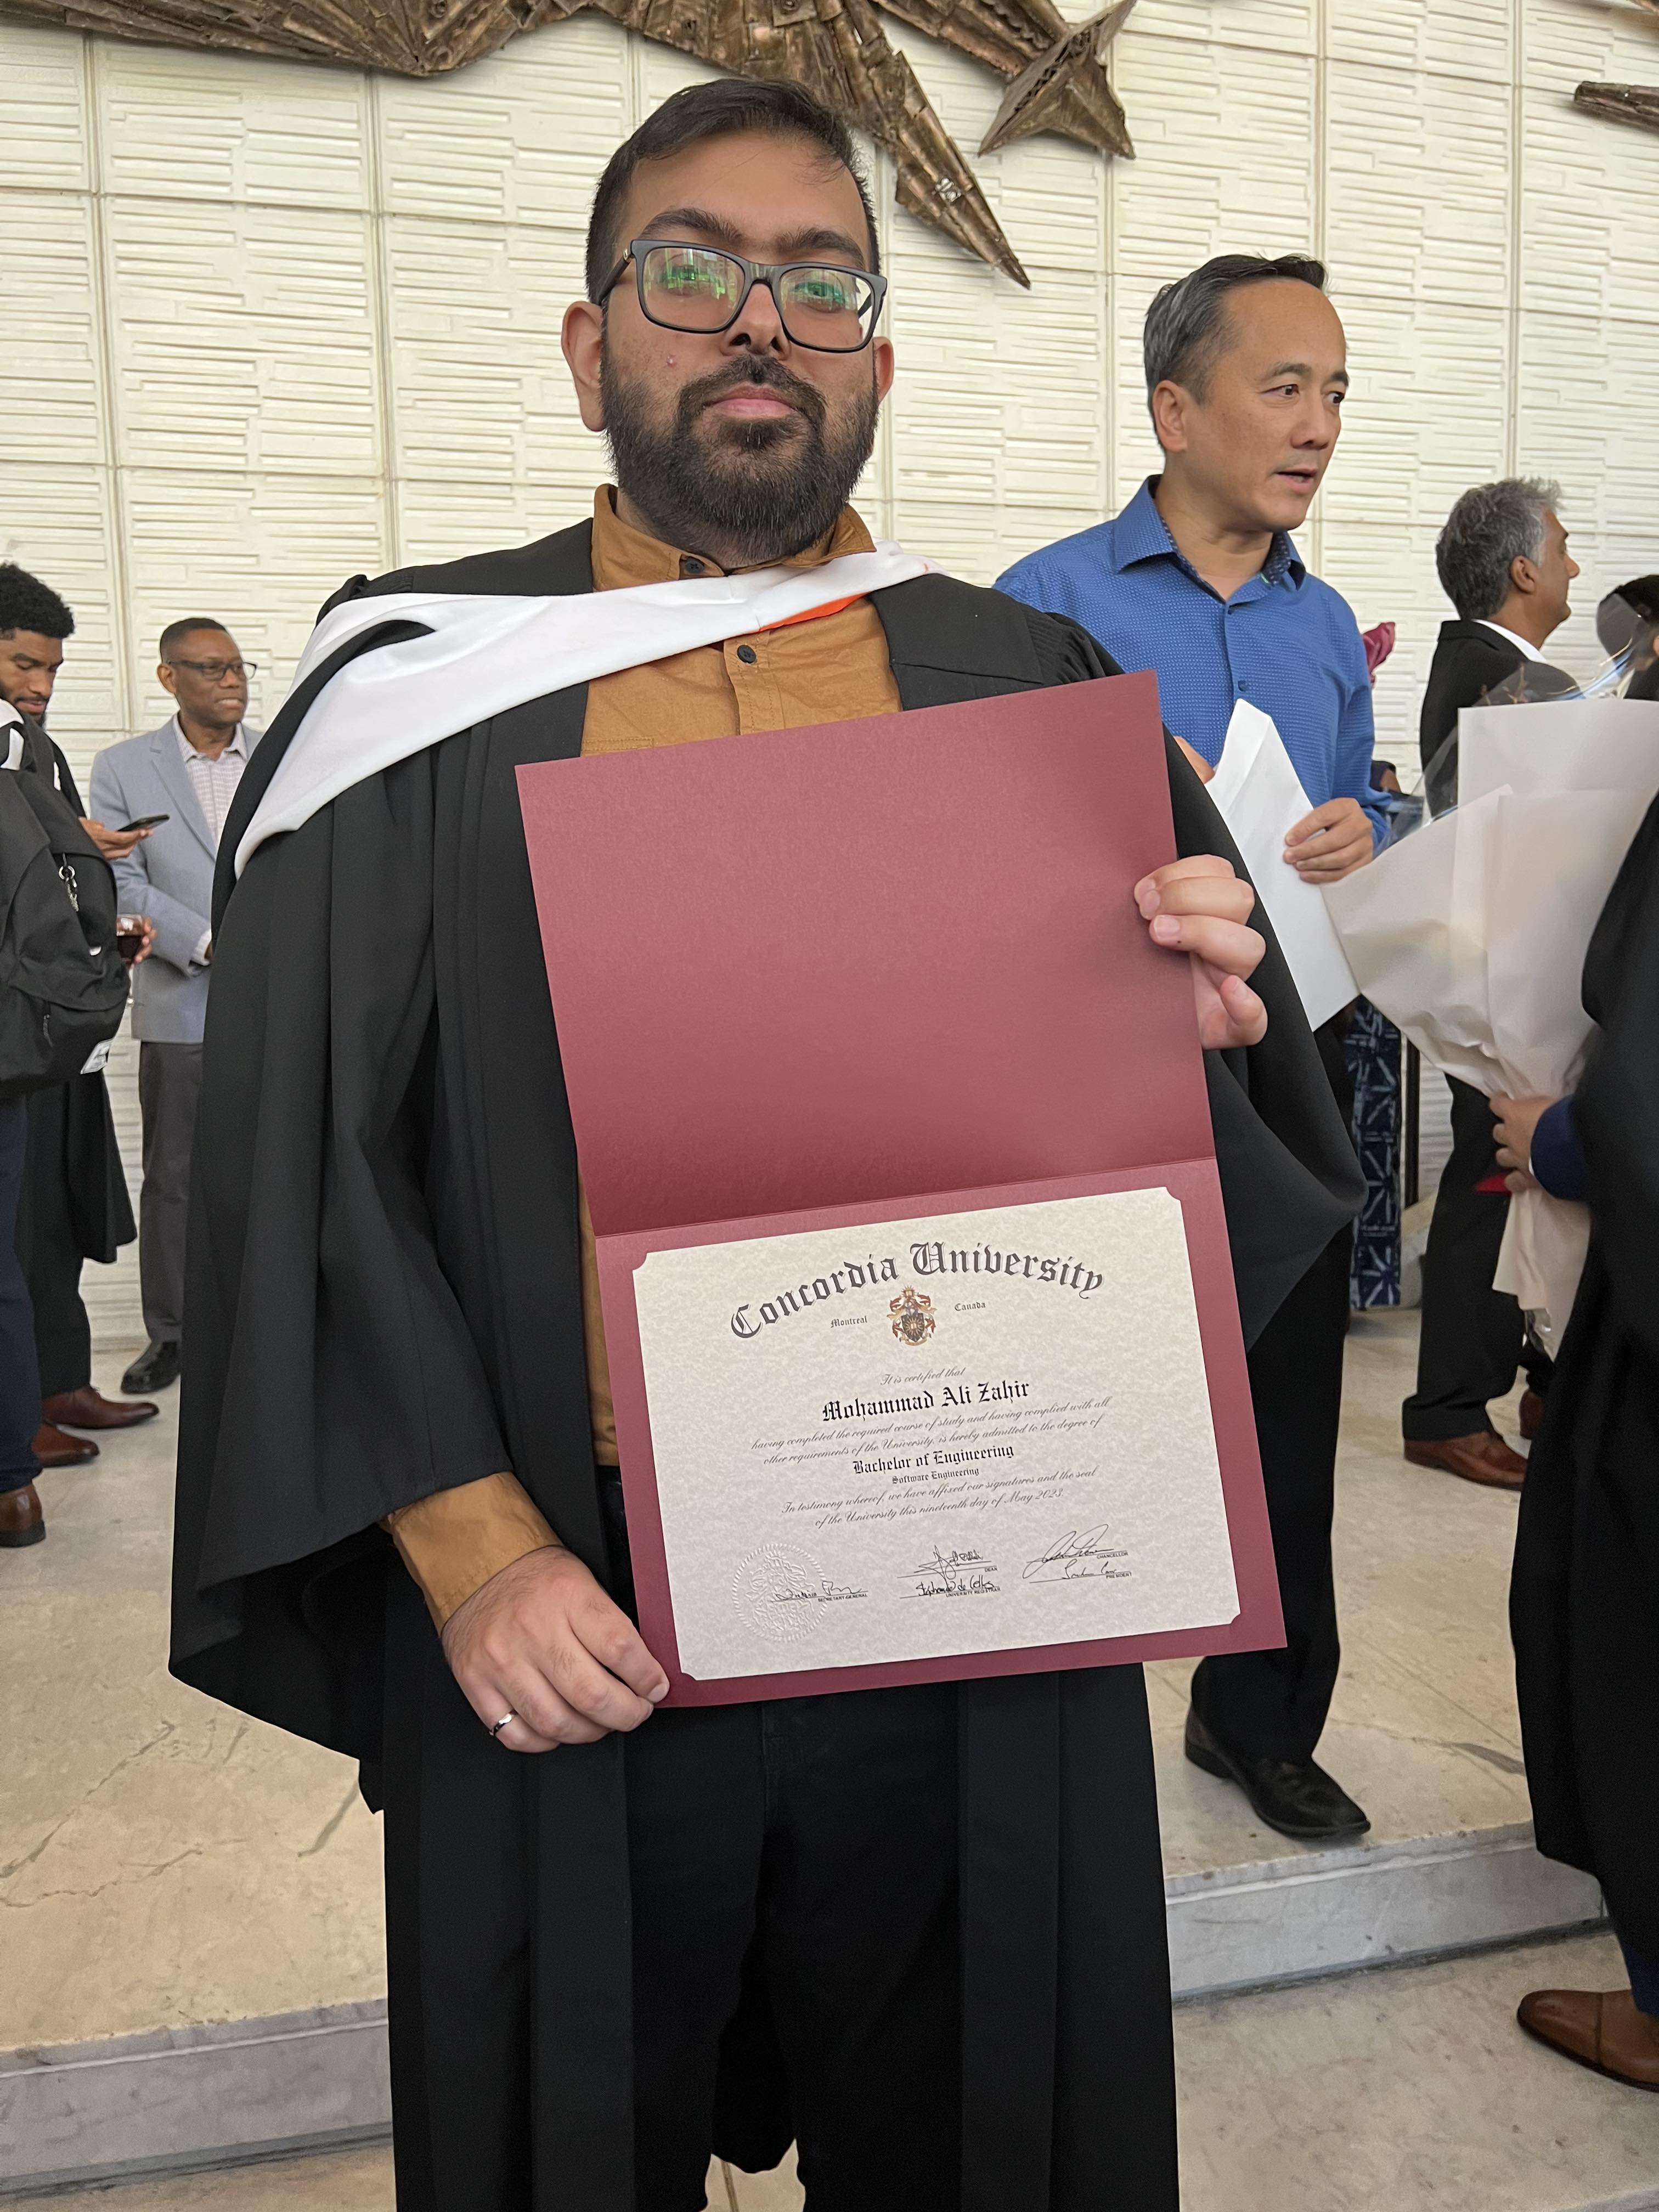 Concordia University
Montreal Canada
It is certified that
Mohammad Ali Zahir
having completed the required course of study and having complied with all
other requirements of the University, is hereby admitted to the degree of
Bachelor of Engineering
Software Engineering
In testimony whereof, we have affixed our signatures and the seal
of the University this nineteenth day of May 2023.
DEAN
CHANCELLOR
SECRETARY-GENERAL
UNIVERSITY REGISTRAR
PRESIDENT